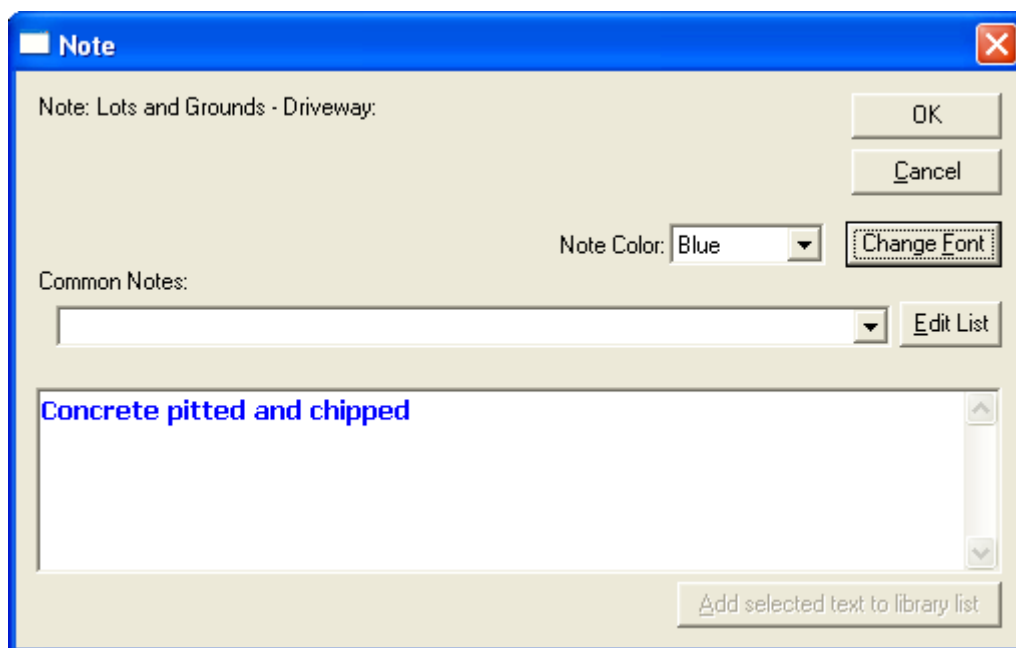 Note
Note: Lots and Grounds - Driveway:
OK
Cancel
Note Color: Blue
Change Font
Common Notes:
Edit List
Concrete pitted and chipped
Add selected text to library list